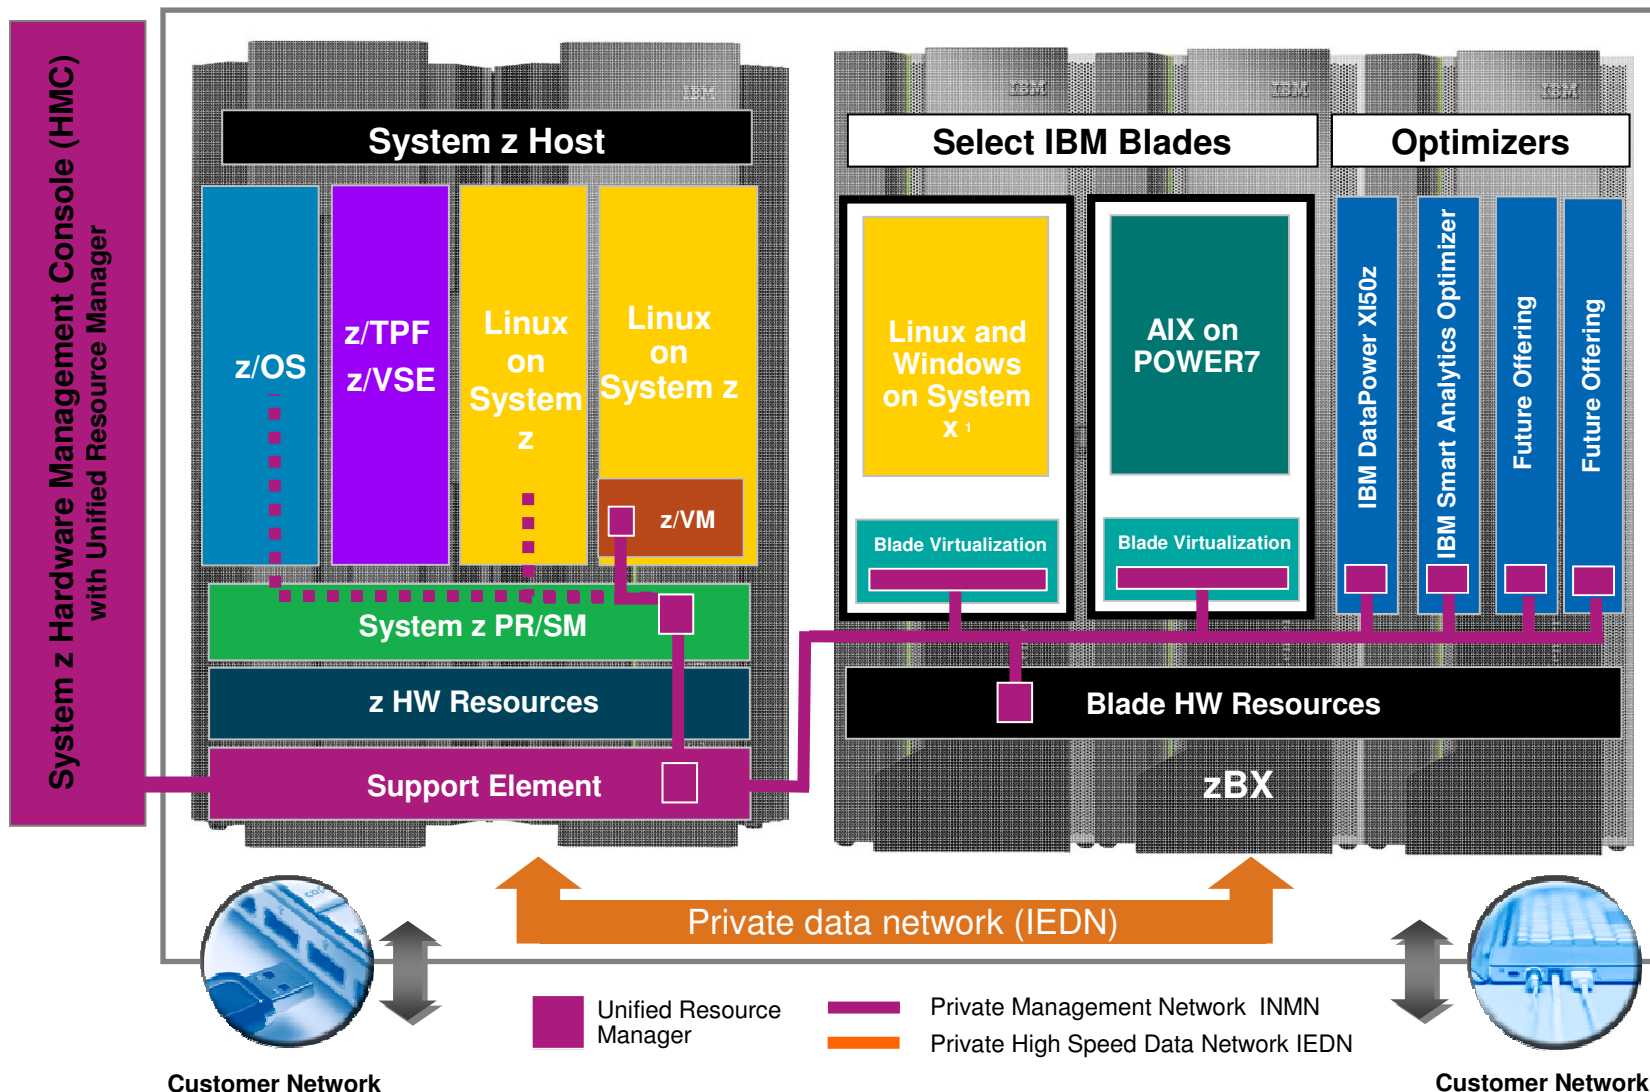 System z Hardware Management Console (HMC)
with Unified Resource Manager
IBM
IBM
IBM
IBM
System z Host
Select IBM Blades
Optimizers
z/OS
z/TPF
z/VSE
Linux
on
System
z
Linux
on
System z
z/VM
Linux and
Windows
on System
x 1
Blade Virtualization
AIX on
POWER7
Blade Virtualization
IBM DataPower XI50z
IBM Smart Analytics Optimizer
Future Offering
Future Offering
System z PR/SM
z HW Resources
Support Element
Blade HW Resources
zBX
Private data network (IEDN)
Unified Resource
Manager
Private Management Network INMN
Private High Speed Data Network IEDN
Customer Network
Customer Network